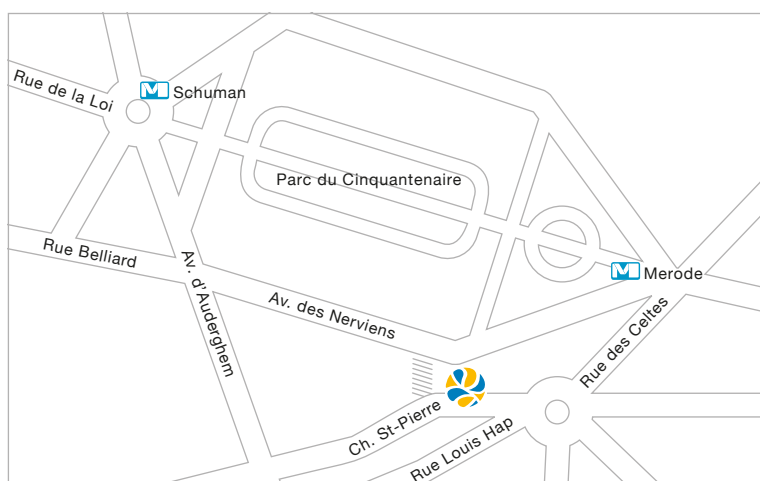 Rue de la Loi
M
Schuman
Parc du Cinquantenaire
Rue Belliard
Av. d'Auderghem
Av. des Nerviens
M
Merode
Rue des Celtes
Ch. St-Pierre
Rue Louis Hap